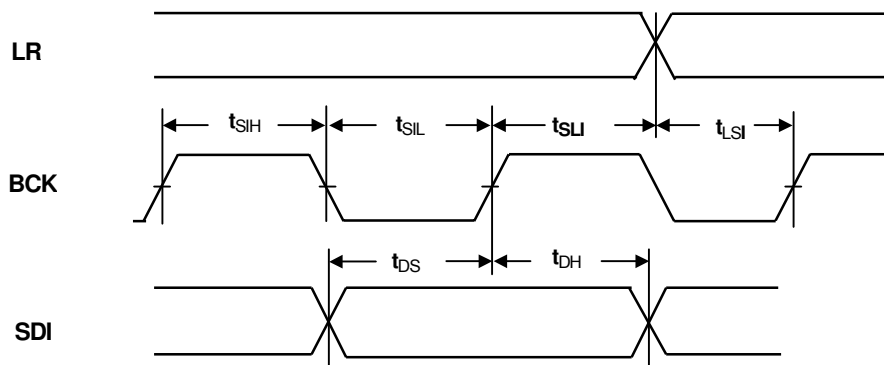 LR
tSIH tSIL tSLI tLSI
BCK
tDS tDH
SDI